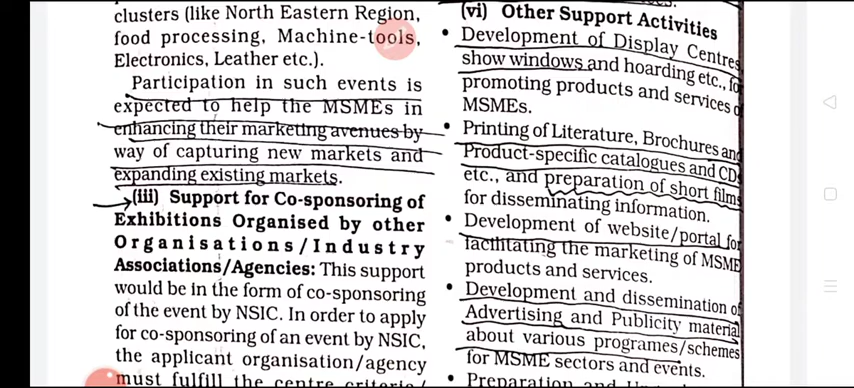 clusters (like North Eastern Region,
food processing, Machine-tools,
Electronics, Leather etc.).
Participation in such events is
expected to help the MSMEs in
enhancing their marketing avenues by
way of capturing new markets and
expanding existing markets.
(iii) Support for Co-sponsoring of
Exhibitions Organised by other
Organisations/Industry
Associations/Agencies: This support
would be in the form of co-sponsoring
of the event by NSIC. In order to apply
for co-sponsoring of an event by NSIC,
the applicant organisation/agency
must fulfill the centre criteria/
(vi) Other Support Activities
• Development of Display Centres,
show windows and hoarding etc., for
promoting products and services of
MSMEs.
• Printing of Literature, Brochures and
Product-specific catalogues and CDs
etc., and preparation of short films
for disseminating information.
• Development of website/portal for
facilitating the marketing of MSME
products and services.
• Development and dissemination of
Advertising and Publicity material
about various programes/schemes
for MSME sectors and events.
• Preparation and